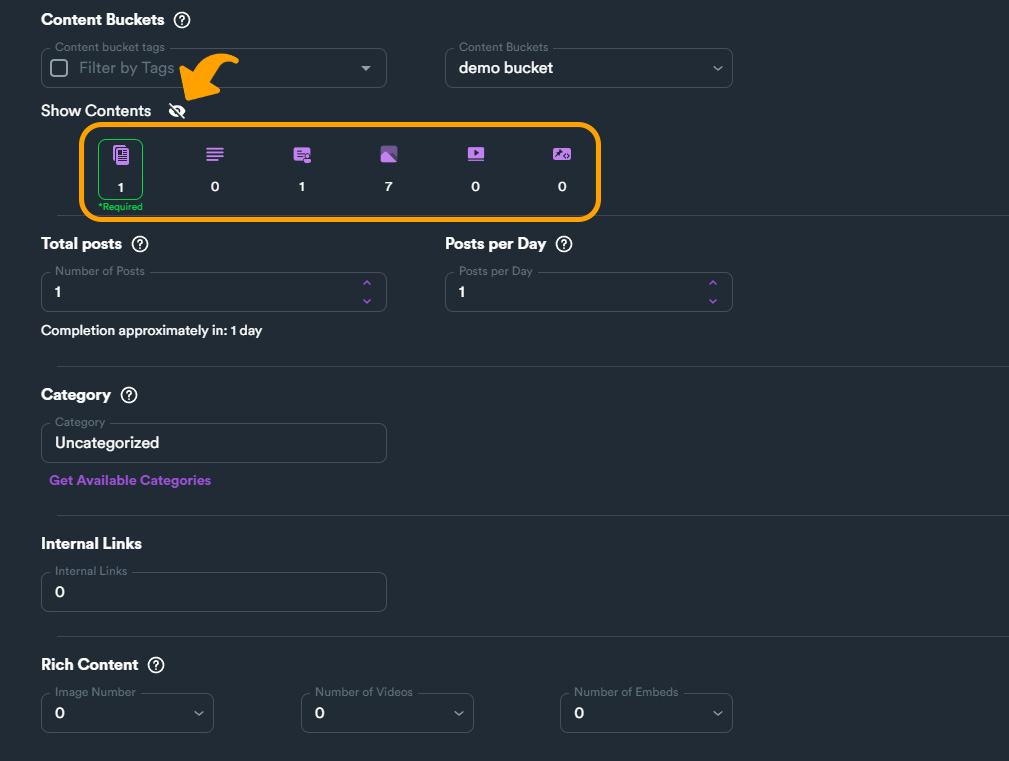 Content Buckets
Content bucket tags
Filter by Tags
Content Buckets
demo bucket
Show Contents
1 0 1 7 0 0
*Required
Total posts
Posts per Day
Number of Posts
1
Posts per Day
1
Completion approximately in: 1 day
Category
Category
Uncategorized
Get Available Categories
Internal Links
Internal Links
0
Rich Content
Image Number
0
Number of Videos
0
Number of Embeds
0